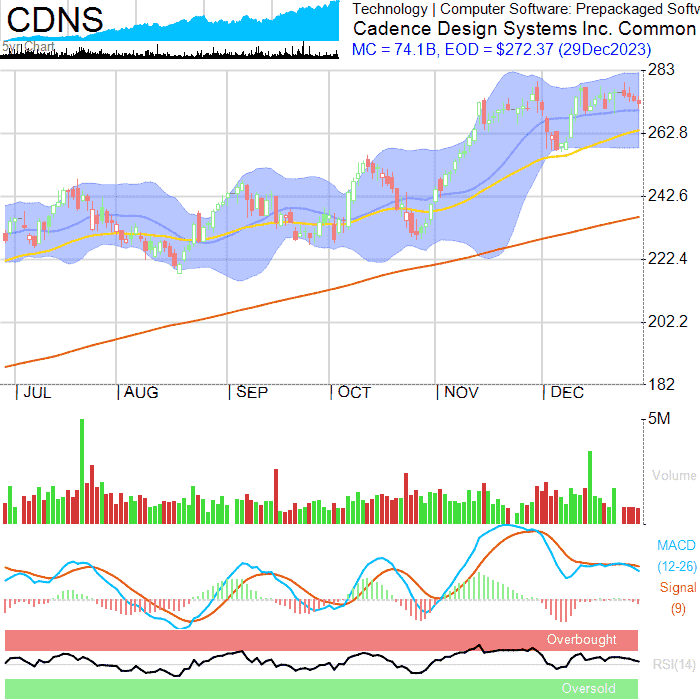 CDNS
5yr Chart
Technology | Computer Software: Prepackaged Softw
Cadence Design Systems Inc. Common
MC = 74.1B, EOD = $272.37 (29Dec2023)
283
262.8
242.6
222.4
202.2
182
| JUL | AUG | SEP | OCT | NOV | DEC
5M
Volume
MACD
(12-26)
Signal
(9)
Overbought
RSI(14)
Oversold